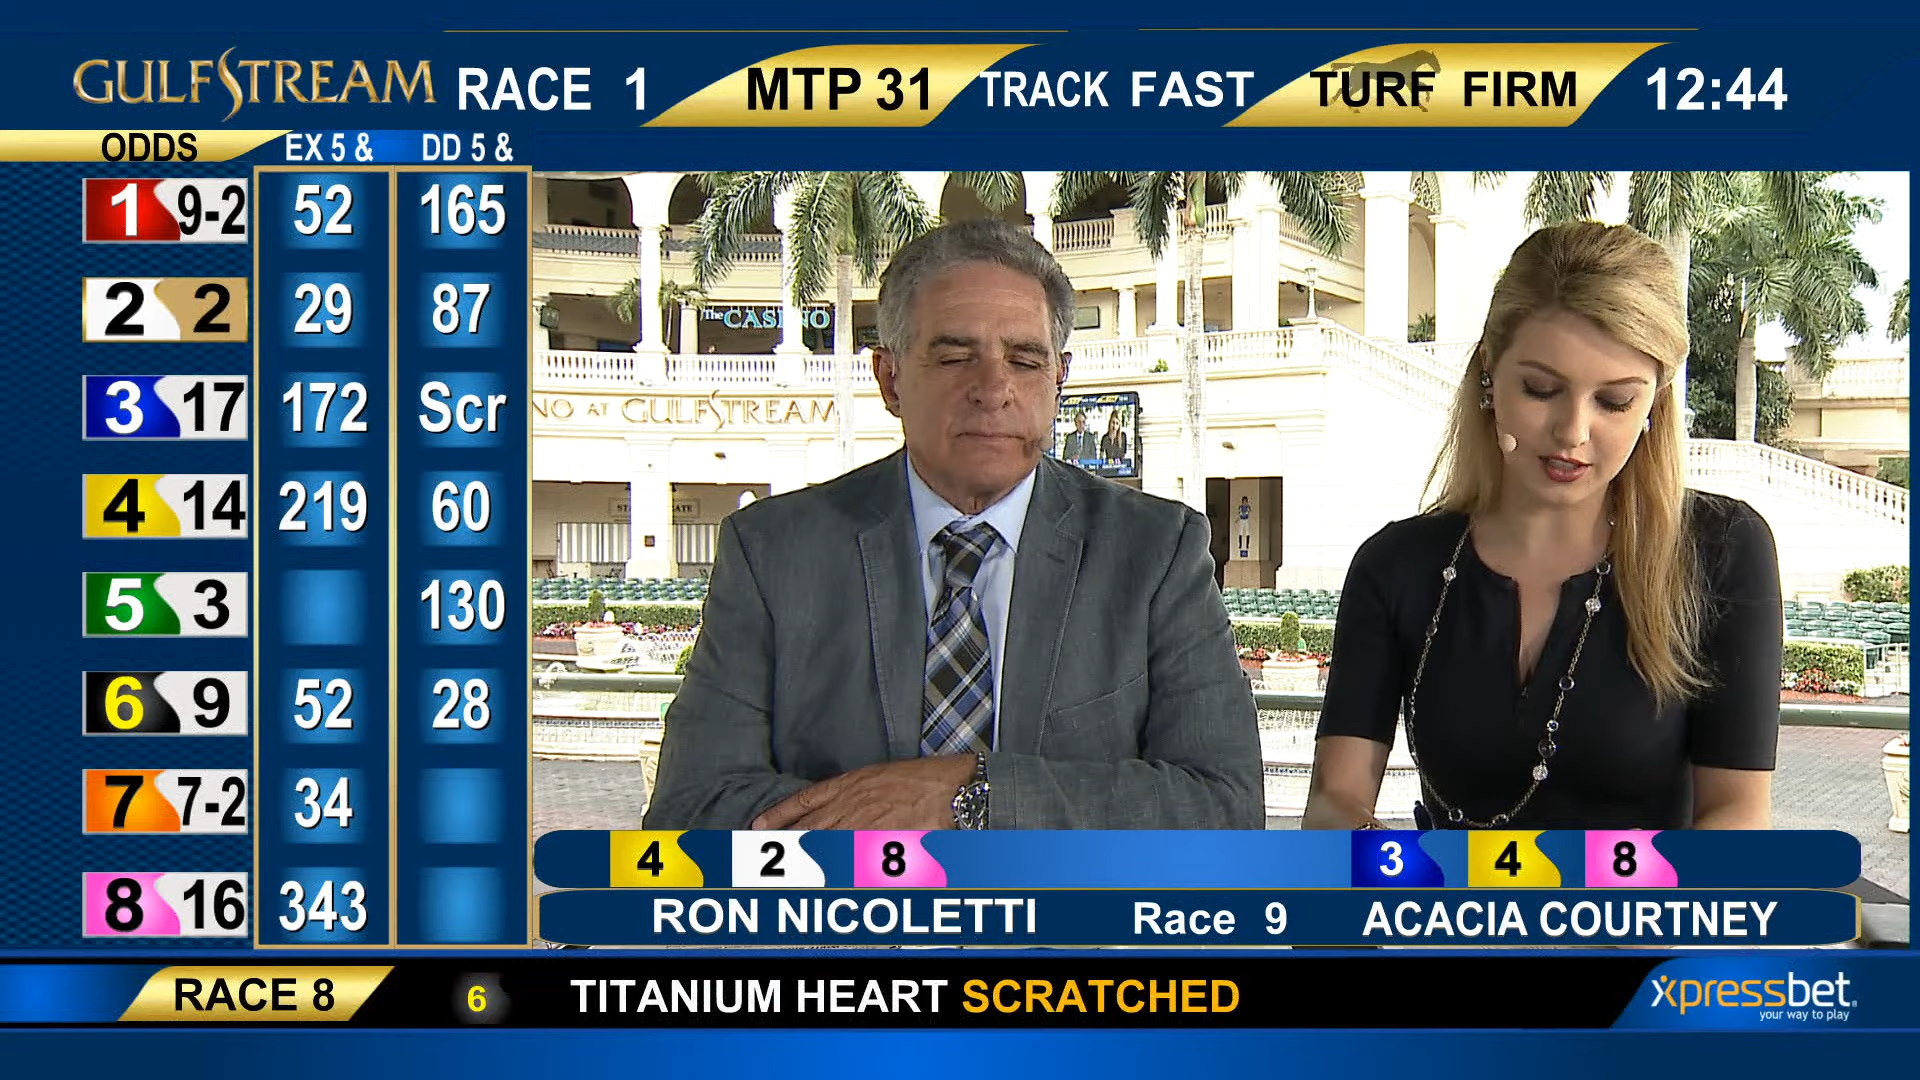 GULFSTREAM RACE 1 MTP 31 TRACK FAST TURF FIRM 12:44
ODDS EX 5 & DD 5 &
1 9-2 52 165
2 2 29 87
3 17 172 Scr
4 14 219 60
5 3 130
6 9 52 28
7 7-2 34
8 16 343
The CASINO
NO AT GULFSTREAM
4 2 8 3 4 8
RON NICOLETTI Race 9 ACACIA COURTNEY
RACE 8 6 TITANIUM HEART SCRATCHED xpressbet.
your way to play